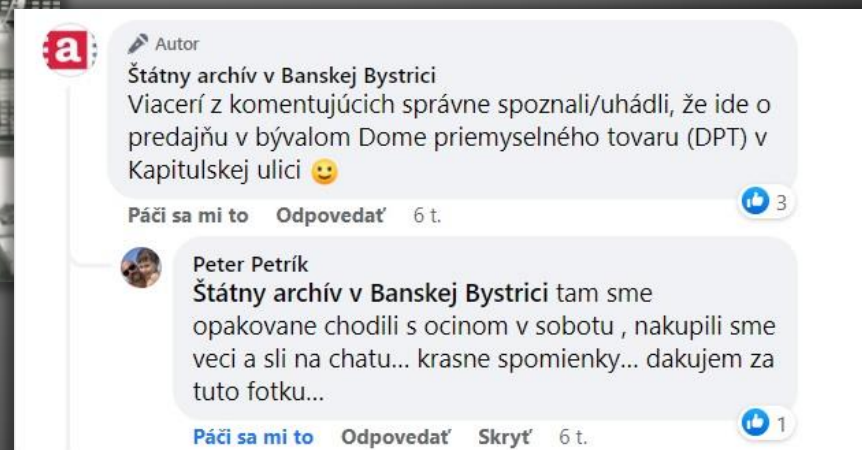 a
Autor
Štátny archív v Banskej Bystrici
Viacerí z komentujúcich správne spoznali/uhádli, že ide o
predajňu v bývalom Dome priemyselného tovaru (DPT) v
Kapitulskej ulici 🙂
3
Páči sa mi to Odpovedať 6 t.
Peter Petrík
Štátny archív v Banskej Bystrici tam sme
opakovane chodili s ocinom v sobotu , nakupili sme
veci a sli na chatu... krasne spomienky... dakujem za
tuto fotku...
1
Páči sa mi to Odpovedať Skryť 6 t.